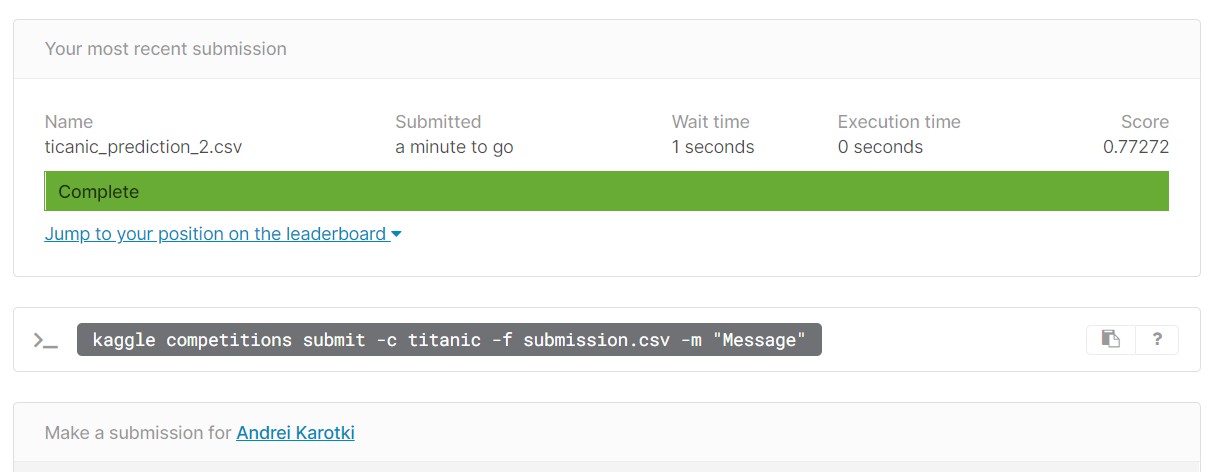 Your most recent submission
Name Submitted Wait time Execution time Score
ticanic_prediction_2.csv a minute to go 1 seconds 0 seconds 0.77272
Complete
Jump to your position on the leaderboard
>_ kaggle competitions submit -c titanic -f submission.csv -m "Message" ?
Make a submission for Andrei Karotki